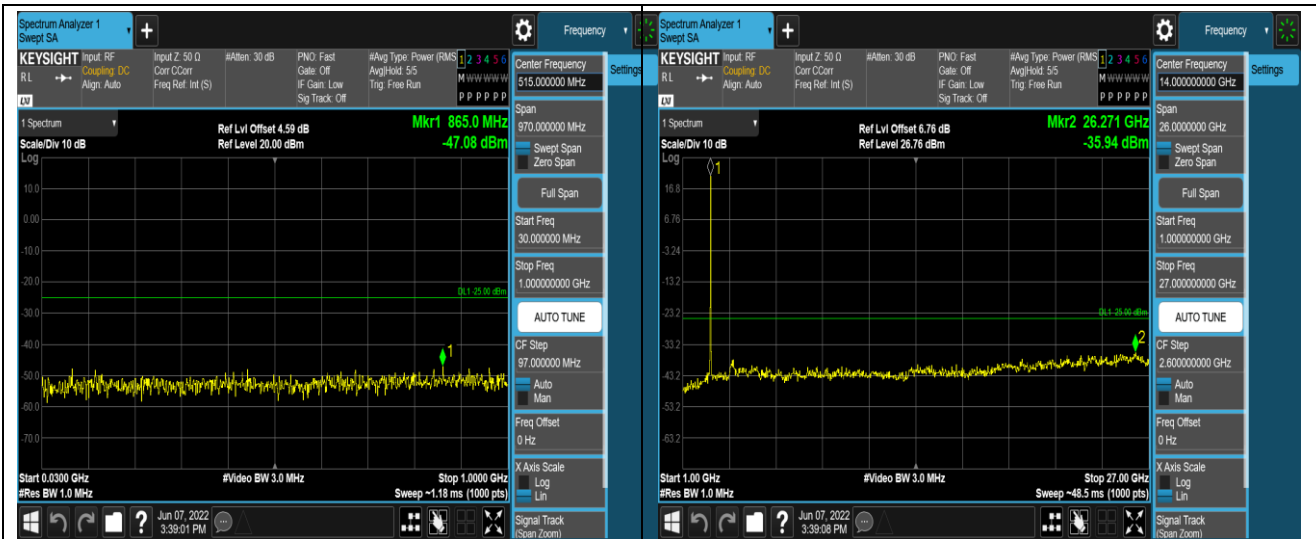 Spectrum Analyzer 1
Swept SA
+
Frequency
KEYSIGHT
Input: RF
Input Z: 50 Ω
#Atten: 30 dB
PNO: Fast
#Avg Type: Power (RMS
1 2 3 4 5 6
RL
Coupling: DC
Corr CCorr
Gate: Off
Avg|Hold: 5/5
M W W W W W
Align: Auto
Freq Ref: Int (S)
IF Gain: Low
Trig: Free Run
Sig Track: Off
P P P P P P
LXI
1 Spectrum
Ref Lvl Offset 4.59 dB
Mkr1 865.0 MHz
Scale/Div 10 dB
Ref Level 20.00 dBm
-47.08 dBm
Log
10.0
0.00
-10.0
-20.0
DL1 -25.00 dBm
-30.0
-40.0
1
-50.0
-60.0
-70.0
Start 0.0300 GHz
#Video BW 3.0 MHz
Stop 1.0000 GHz
#Res BW 1.0 MHz
Sweep ~1.18 ms (1000 pts)
Jun 07, 2022
3:39:01 PM
Center Frequency
515.000000 MHz
Settings
Span
970.000000 MHz
Swept Span
Zero Span
Full Span
Start Freq
30.000000 MHz
Stop Freq
1.000000000 GHz
AUTO TUNE
CF Step
97.000000 MHz
Auto
Man
Freq Offset
0 Hz
X Axis Scale
Log
Lin
Signal Track
(Span Zoom)
Spectrum Analyzer 1
Swept SA
+
Frequency
KEYSIGHT
Input: RF
Input Z: 50 Ω
#Atten: 30 dB
PNO: Fast
#Avg Type: Power (RMS
1 2 3 4 5 6
RL
Coupling: DC
Corr CCorr
Gate: Off
Avg|Hold: 5/5
M W W W W W
Align: Auto
Freq Ref: Int (S)
IF Gain: Low
Trig: Free Run
Sig Track: Off
P P P P P P
LXI
1 Spectrum
Ref Lvl Offset 6.76 dB
Mkr2 26.271 GHz
Scale/Div 10 dB
Ref Level 26.76 dBm
-35.94 dBm
Log
1
16.8
6.76
-3.24
-13.2
-23.2
DL1 -25.00 dBm
-33.2
2
-43.2
-53.2
-63.2
Start 1.00 GHz
#Video BW 3.0 MHz
Stop 27.00 GHz
#Res BW 1.0 MHz
Sweep ~48.5 ms (1000 pts)
Jun 07, 2022
3:39:08 PM
Center Frequency
14.00000000 GHz
Settings
Span
26.0000000 GHz
Swept Span
Zero Span
Full Span
Start Freq
1.000000000 GHz
Stop Freq
27.00000000 GHz
AUTO TUNE
CF Step
2.600000000 GHz
Auto
Man
Freq Offset
0 Hz
X Axis Scale
Log
Lin
Signal Track
(Span Zoom)